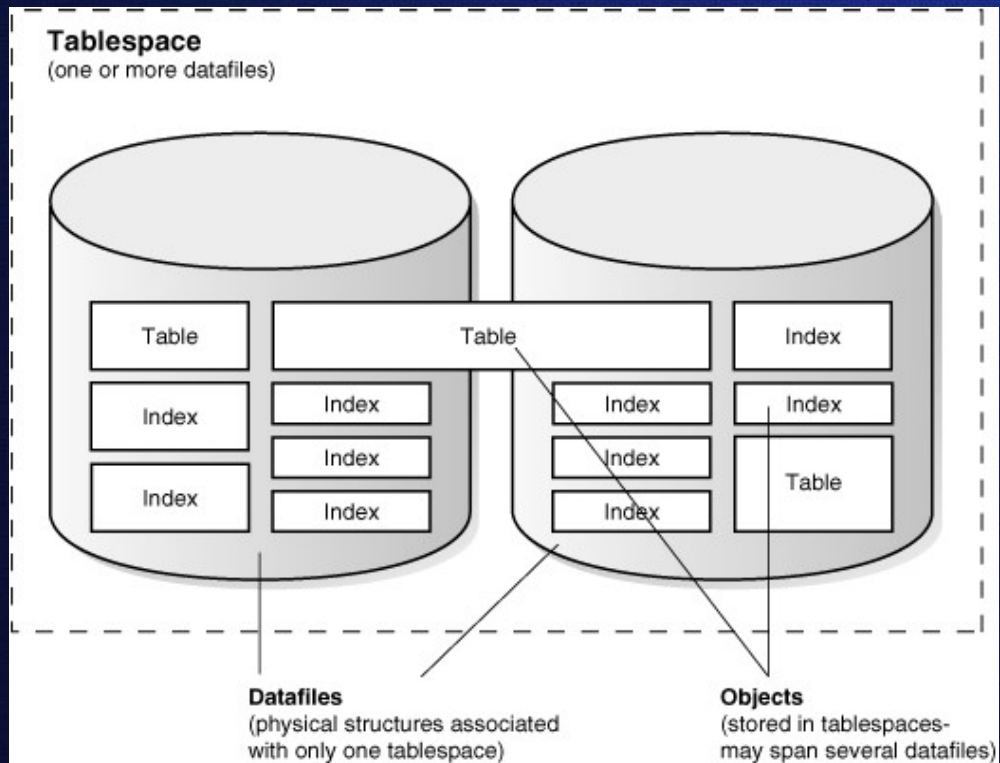 Tablespace
(one or more datafiles)
Table
Table
Index
Index
Index
Index
Index
Index
Index
Index
Table
Index
Index
Datafiles
(physical structures associated
with only one tablespace)
Objects
(stored in tablespaces-
may span several datafiles)